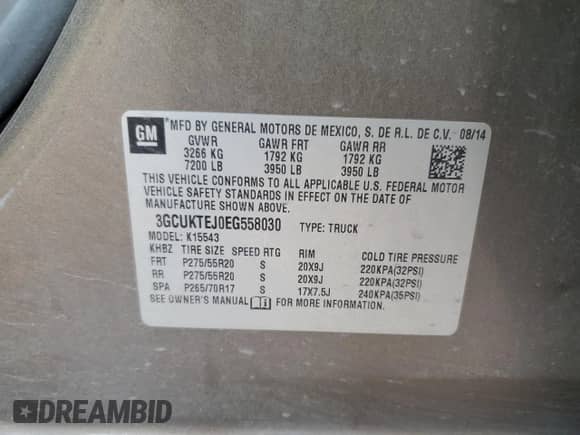 GM
*MFD BY GENERAL MOTORS DE MEXICO, S. DE R.L. DE C.V. 08/14
GVWR GAWR FRT GAWR RR
3266 KG 1792 KG 1792 KG
7200 LB 3950 LB 3950 LB
THIS VEHICLE CONFORMS TO ALL APPLICABLE U.S. FEDERAL MOTOR
VEHICLE SAFETY STANDARDS IN EFFECT ON THE DATE OF
MANUFACTURE SHOWN ABOVE.
3GCUKTEJ0EG558030 TYPE: TRUCK
MODEL: K15543
KHBZ TIRE SIZE SPEED RTG RIM COLD TIRE PRESSURE
FRT P275/55R20 S 20X9J 220KPA(32PSI)
RR P275/55R20 S 20X9J 220KPA(32PSI)
SPA P265/70R17 S 17X7.5J 240KPA(35PSI)
SEE OWNER'S MANUAL FOR MORE INFORMATION.
DREAMBID